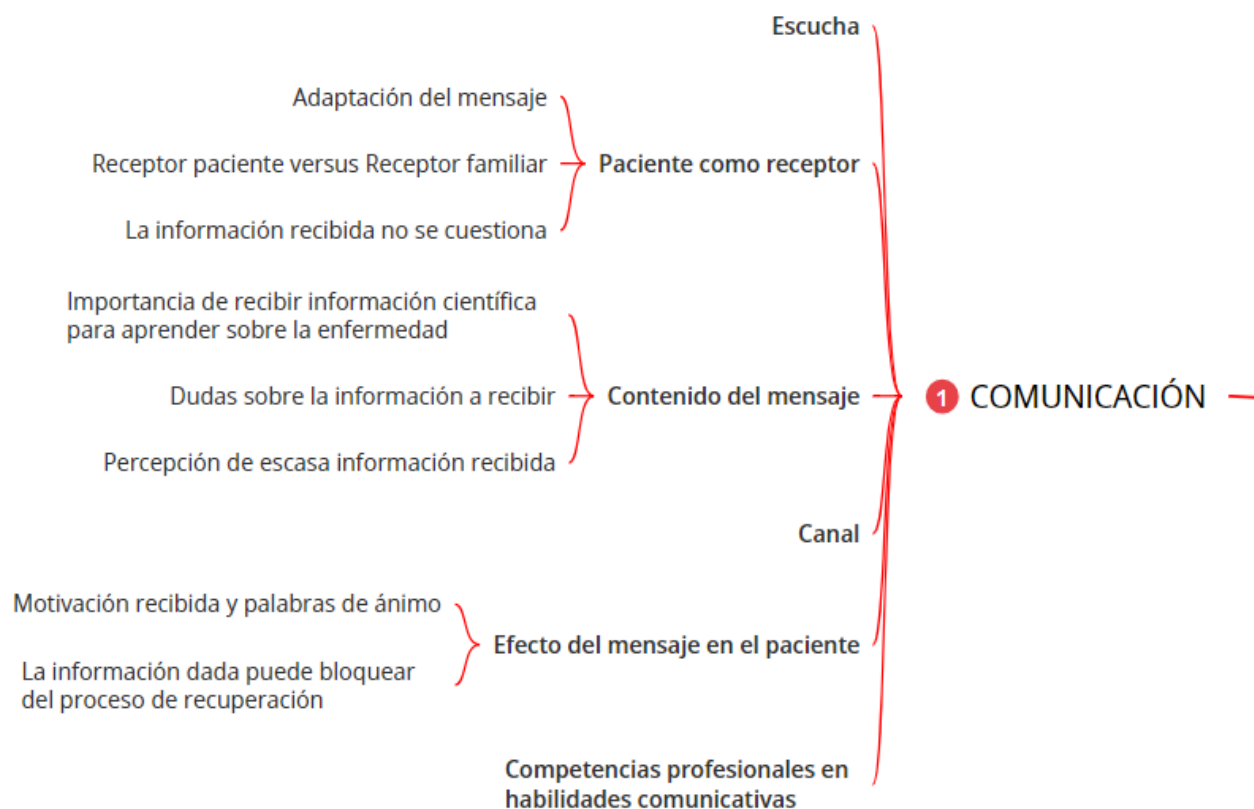 Escucha
Adaptación del mensaje
Receptor paciente versus Receptor familiar
Paciente como receptor
La información recibida no se cuestiona
Importancia de recibir información científica
para aprender sobre la enfermedad
Dudas sobre la información a recibir
Contenido del mensaje
1 COMUNICACIÓN
Percepción de escasa información recibida
Canal
Motivación recibida y palabras de ánimo
Efecto del mensaje en el paciente
La información dada puede bloquear
del proceso de recuperación
Competencias profesionales en
habilidades comunicativas